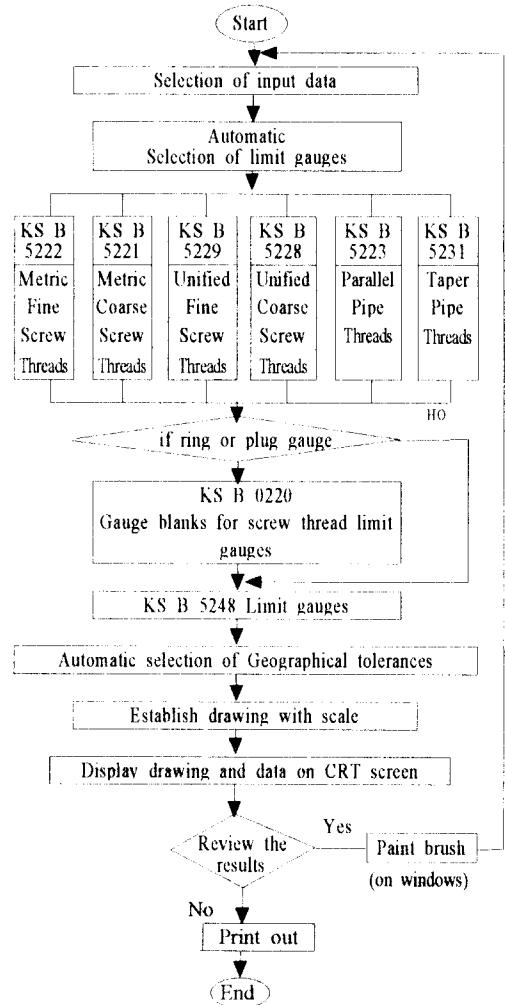 Start
Selection of input data
Automatic
Selection of limit gauges
KS B
5222
Metric
Fine
Screw
Threads
KS B
5221
Metric
Coarse
Screw
Threads
KS B
5229
Unified
Fine
Screw
Threads
KS B
5228
Unified
Coarse
Screw
Threads
KS B
5223
Parallel
Pipe
Threads
KS B
5231
Taper
Pipe
Threads
HO
if ring or plug gauge
KS B 0220
Gauge blanks for screw thread limit
gauges
KS B 5248 Limit gauges
Automatic selection of Geographical tolerances
Establish drawing with scale
Display drawing and data on CRT screen
Review the
results
Yes
Paint brush
(on windows)
No
Print out
End